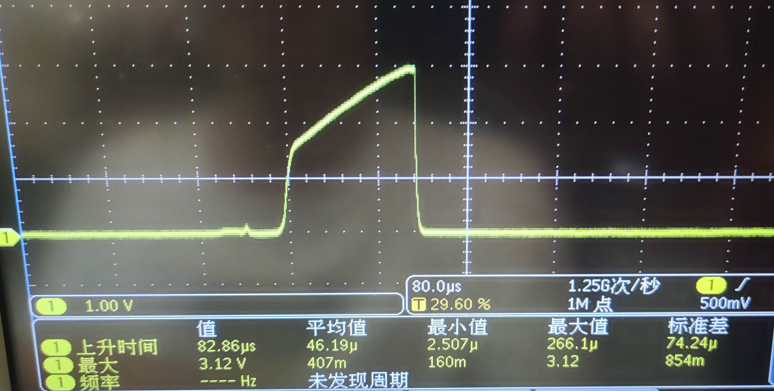 1
80.0μs 1.25G次/秒 1 ∫
1 1.00 V T 29.60 % 1M 点 500mV
值 平均值 最小值 最大值 标准差
1 上升时间 82.86μs 46.19μ 2.507μ 266.1μ 74.24μ
1 最大 3.12 V 407m 160m 3.12 854m
1 频率 ---- Hz 未发现周期